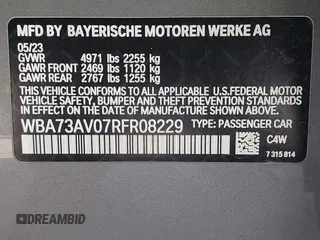 MFD BY BAYERISCHE MOTOREN WERKE AG
05/23
GVWR 4971 lbs 2255 kg
GAWR FRONT 2469 lbs 1120 kg
GAWR REAR 2767 lbs 1255 kg
THIS VEHICLE CONFORMS TO ALL APPLICABLE U.S.FEDERAL MOTOR
VEHICLE SAFETY, BUMPER, AND THEFT PREVENTION STANDARDS IN
EFFECT ON THE DATE OF MANUFACTURE SHOWN ABOVE.
WBA73AV07RFR08229 TYPE: PASSENGER CAR
C4W
7 315 814
DREAMBID